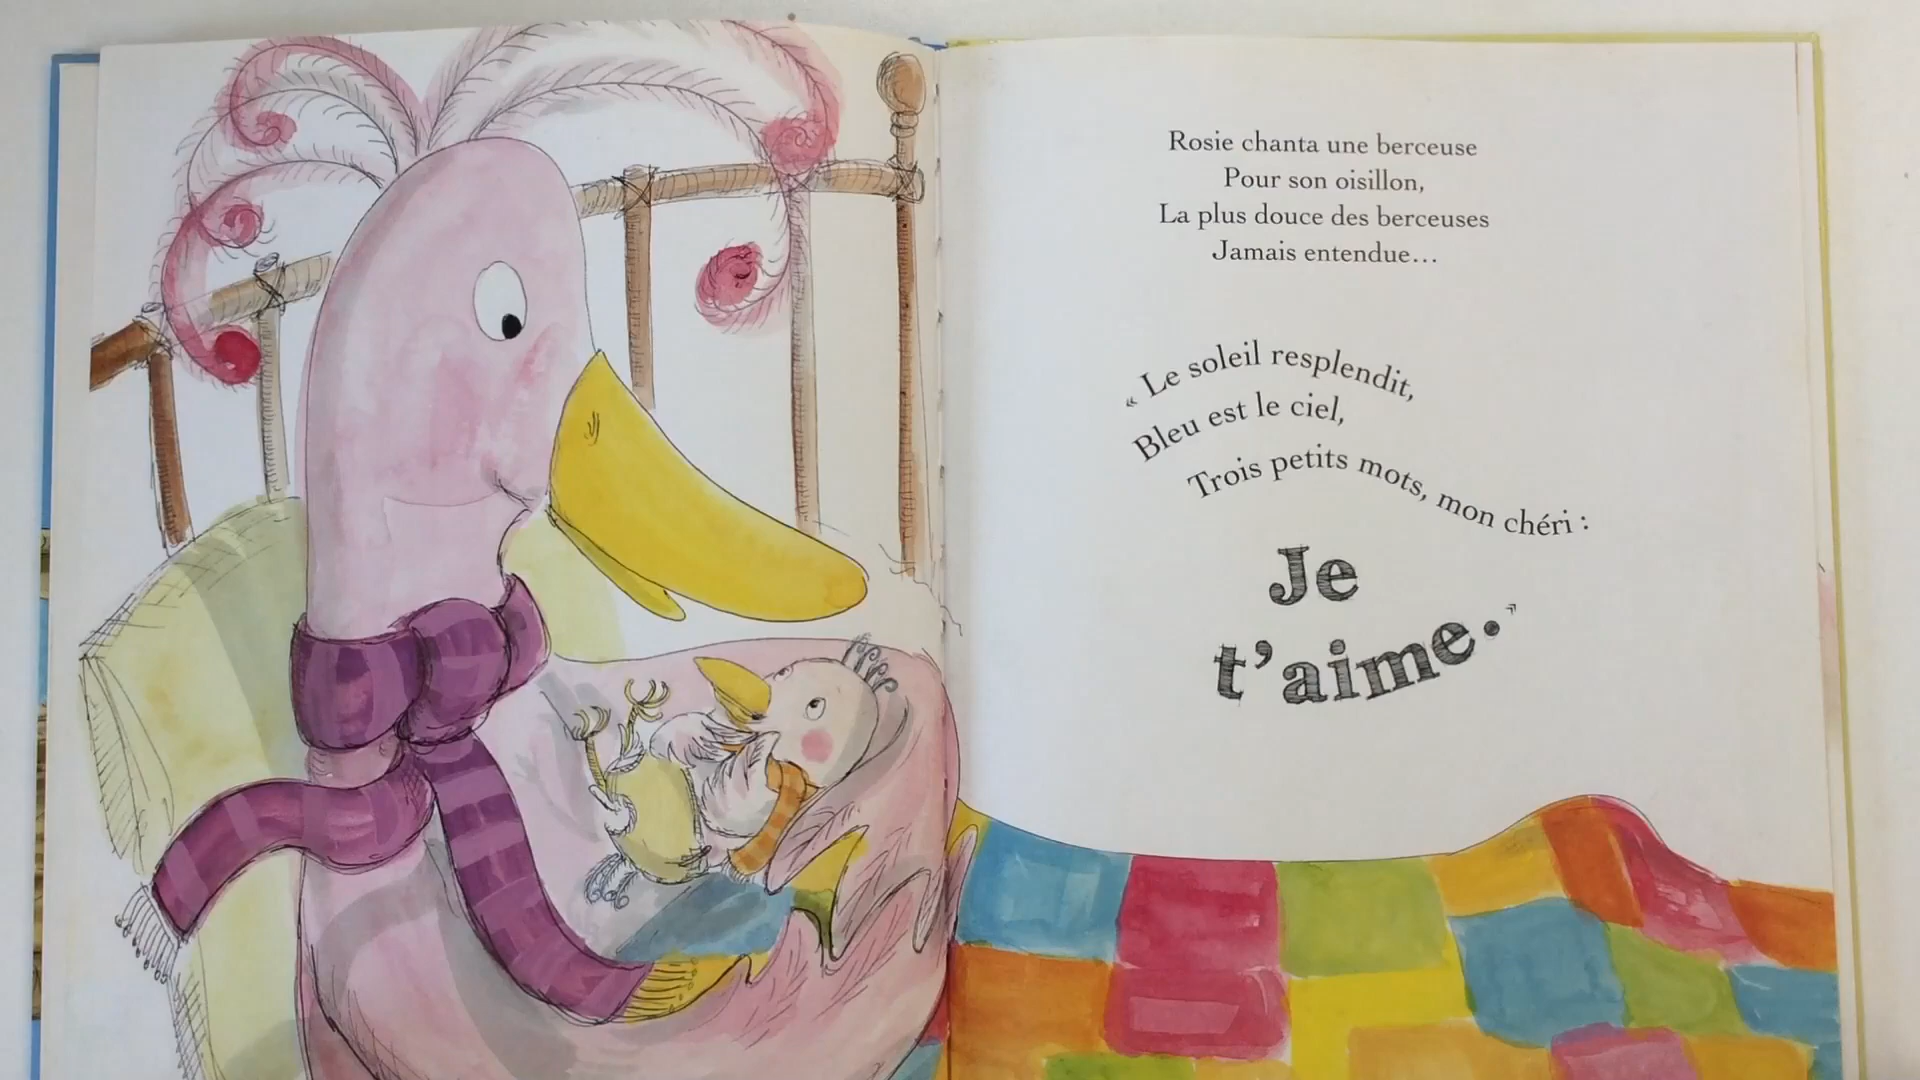 Rosie chanta une berceuse
Pour son oisillon,
La plus douce des berceuses
Jamais entendue…
« Le soleil resplendit,
Bleu est le ciel,
Trois petits mots, mon chéri :
Je
t’aime. »